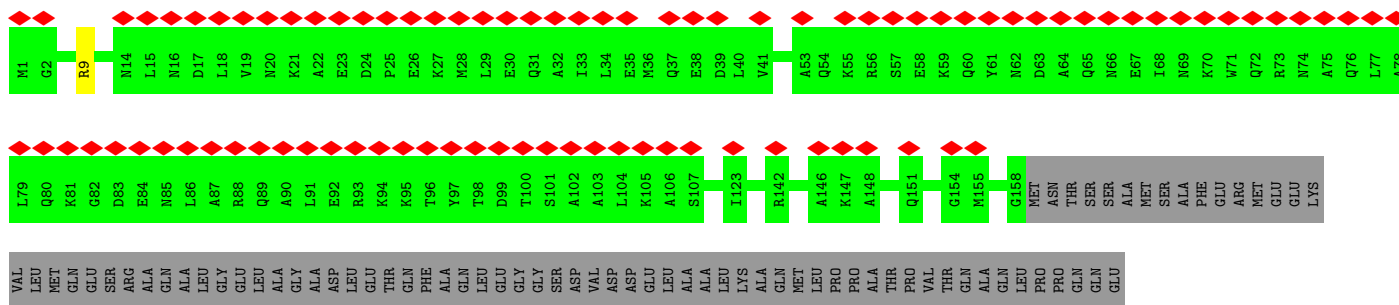 M1 G2 R9 N14 L15 N16 D17 L18 V19 N20 K21 A22 E23 D24 P25 E26 K27 M28 L29 E30 Q31 A32 I33 L34 E35 M36 Q37 E38 D39 L40 V41 A53 Q54 K55 R56 S57 E58 K59 Q60 Y61 N62 D63 A64 Q65 N66 E67 I68 N69 K70 W71 Q72 R73 N74 A75 Q76 L77 A78
L79 Q80 K81 G82 D83 E84 N85 L86 A87 R88 Q89 A90 L91 E92 R93 K94 K95 T96 Y97 T98 D99 T100 S101 A102 A103 L104 K105 A106 S107 I123 R142 A146 K147 A148 Q151 G154 M155 G158 MET ASN THR SER SER ALA MET SER ALA PHE GLU ARG MET GLU GLU LYS
VAL LEU MET GLN GLU SER ARG ALA GLN ALA LEU GLY GLU LEU ALA GLY ALA ASP LEU GLU THR GLN PHE ALA GLN LEU GLU GLY GLY SER ASP VAL ASP ASP GLU LEU ALA ALA LEU LYS ALA GLN MET LEU PRO PRO ALA THR PRO VAL THR GLN ALA GLN LEU PRO PRO GLN GLN GLU